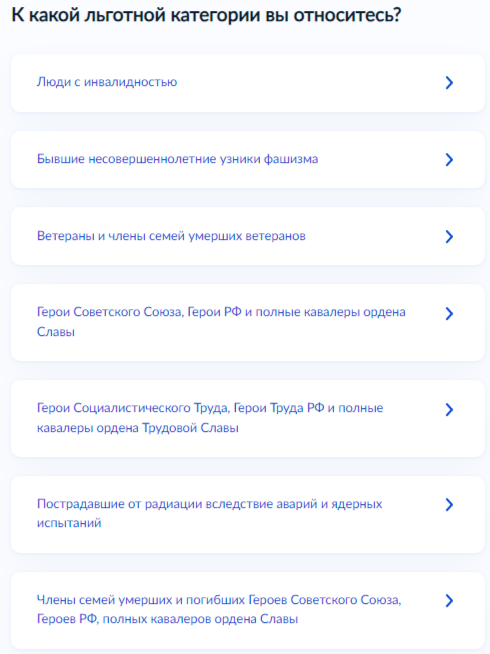 К какой льготной категории вы относитесь?
Люди с инвалидностью
Бывшие несовершеннолетние узники фашизма
Ветераны и члены семей умерших ветеранов
Герои Советского Союза, Герои РФ и полные кавалеры ордена
Славы
Герои Социалистического Труда, Герои Труда РФ и полные
кавалеры ордена Трудовой Славы
Пострадавшие от радиации вследствие аварий и ядерных
испытаний
Члены семей умерших и погибших Героев Советского Союза,
Героев РФ, полных кавалеров ордена Славы